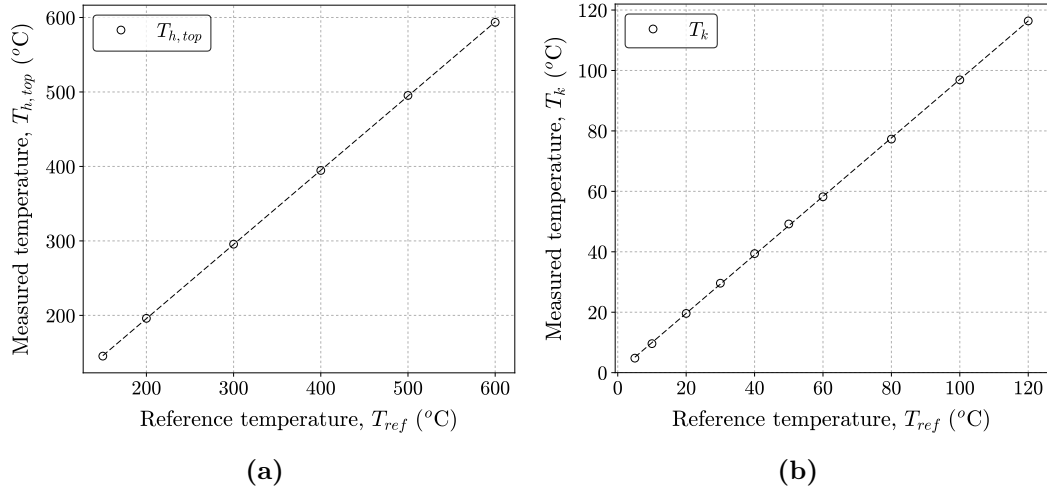 600
500
400
300
200
Measured temperature, T_{h,top} (°C)
T_{h,top}
200 300 400 500 600
Reference temperature, T_{ref} (°C)
(a)
120
100
80
60
40
20
0
Measured temperature, T_k (°C)
T_k
0 20 40 60 80 100 120
Reference temperature, T_{ref} (°C)
(b)